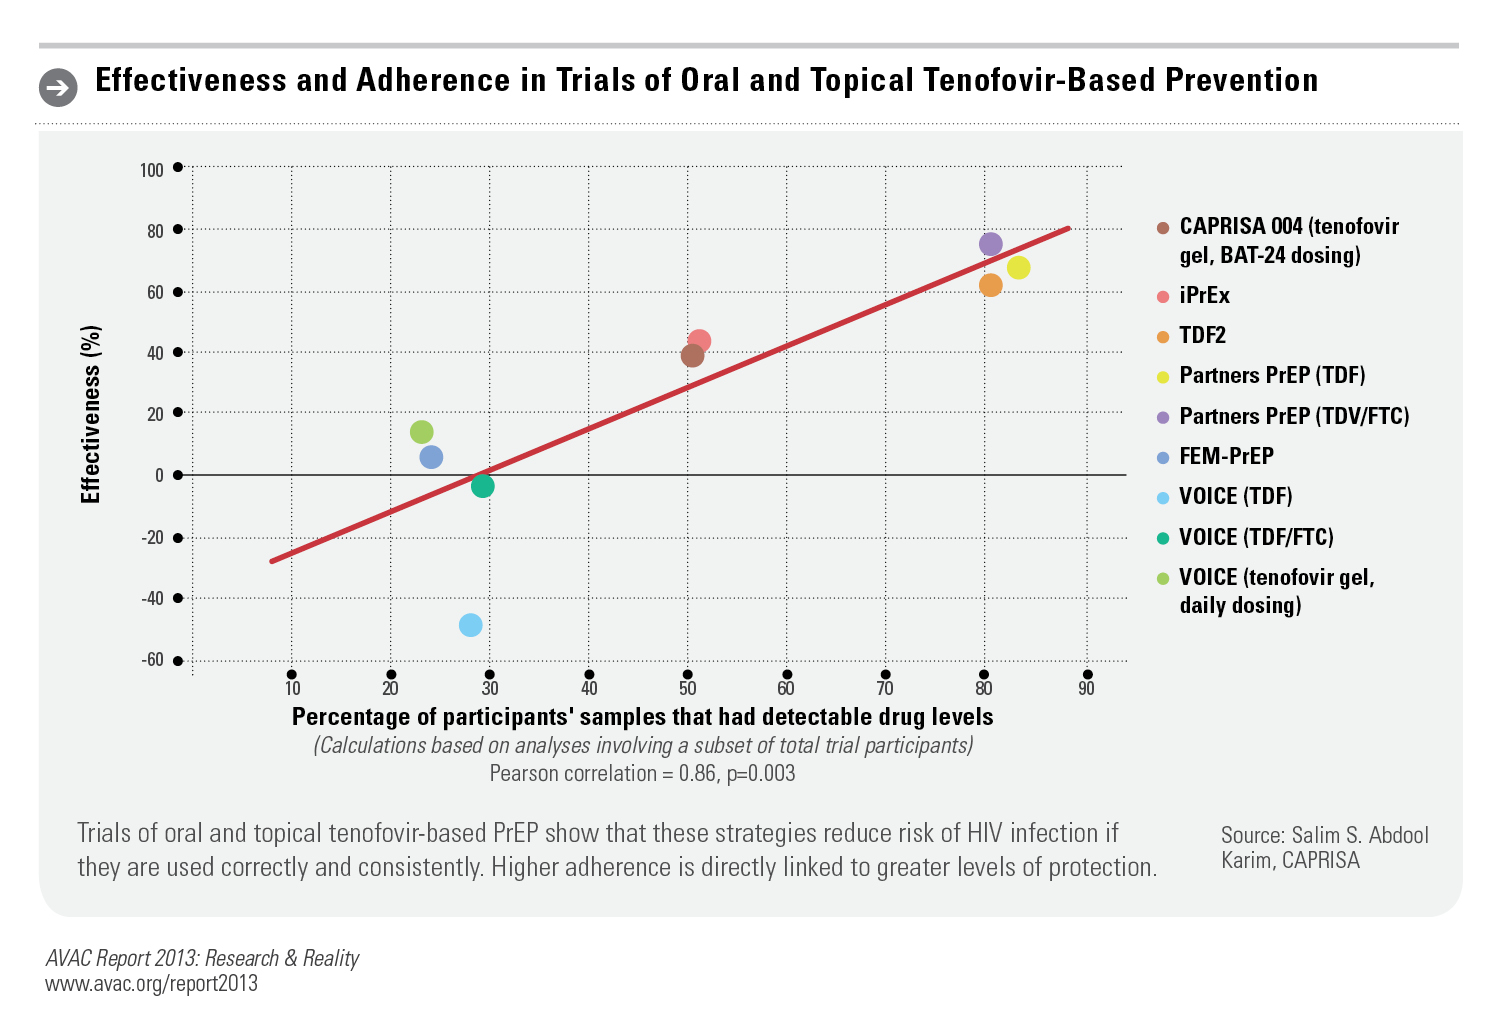 Effectiveness and Adherence in Trials of Oral and Topical Tenofovir-Based Prevention
Effectiveness (%)
100
80
60
40
20
0
-20
-40
-60
10 20 30 40 50 60 70 80 90
Percentage of participants' samples that had detectable drug levels
(Calculations based on analyses involving a subset of total trial participants)
Pearson correlation = 0.86, p=0.003
CAPRISA 004 (tenofovir
gel, BAT-24 dosing)
iPrEx
TDF2
Partners PrEP (TDF)
Partners PrEP (TDV/FTC)
FEM-PrEP
VOICE (TDF)
VOICE (TDF/FTC)
VOICE (tenofovir gel,
daily dosing)
Trials of oral and topical tenofovir-based PrEP show that these strategies reduce risk of HIV infection if
they are used correctly and consistently. Higher adherence is directly linked to greater levels of protection.
Source: Salim S. Abdool
Karim, CAPRISA
AVAC Report 2013: Research & Reality
www.avac.org/report2013